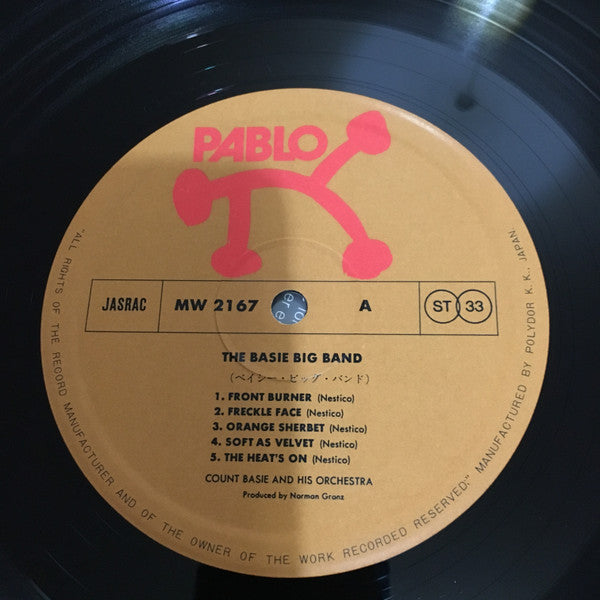 PABLO
JASRAC
MW 2167
A
ST 33
THE BASIE BIG BAND
(ベイシー・ビッグ・バンド)
1. FRONT BURNER (Nestico)
2. FRECKLE FACE (Nestico)
3. ORANGE SHERBET (Nestico)
4. SOFT AS VELVET (Nestico)
5. THE HEAT'S ON (Nestico)
COUNT BASIE AND HIS ORCHESTRA
Produced by Norman Granz
"ALL RIGHTS OF THE RECORD MANUFACTURER AND OF THE OWNER OF THE WORK RECORDED RESERVED." MANUFACTURED BY POLYDOR K. K., JAPAN.